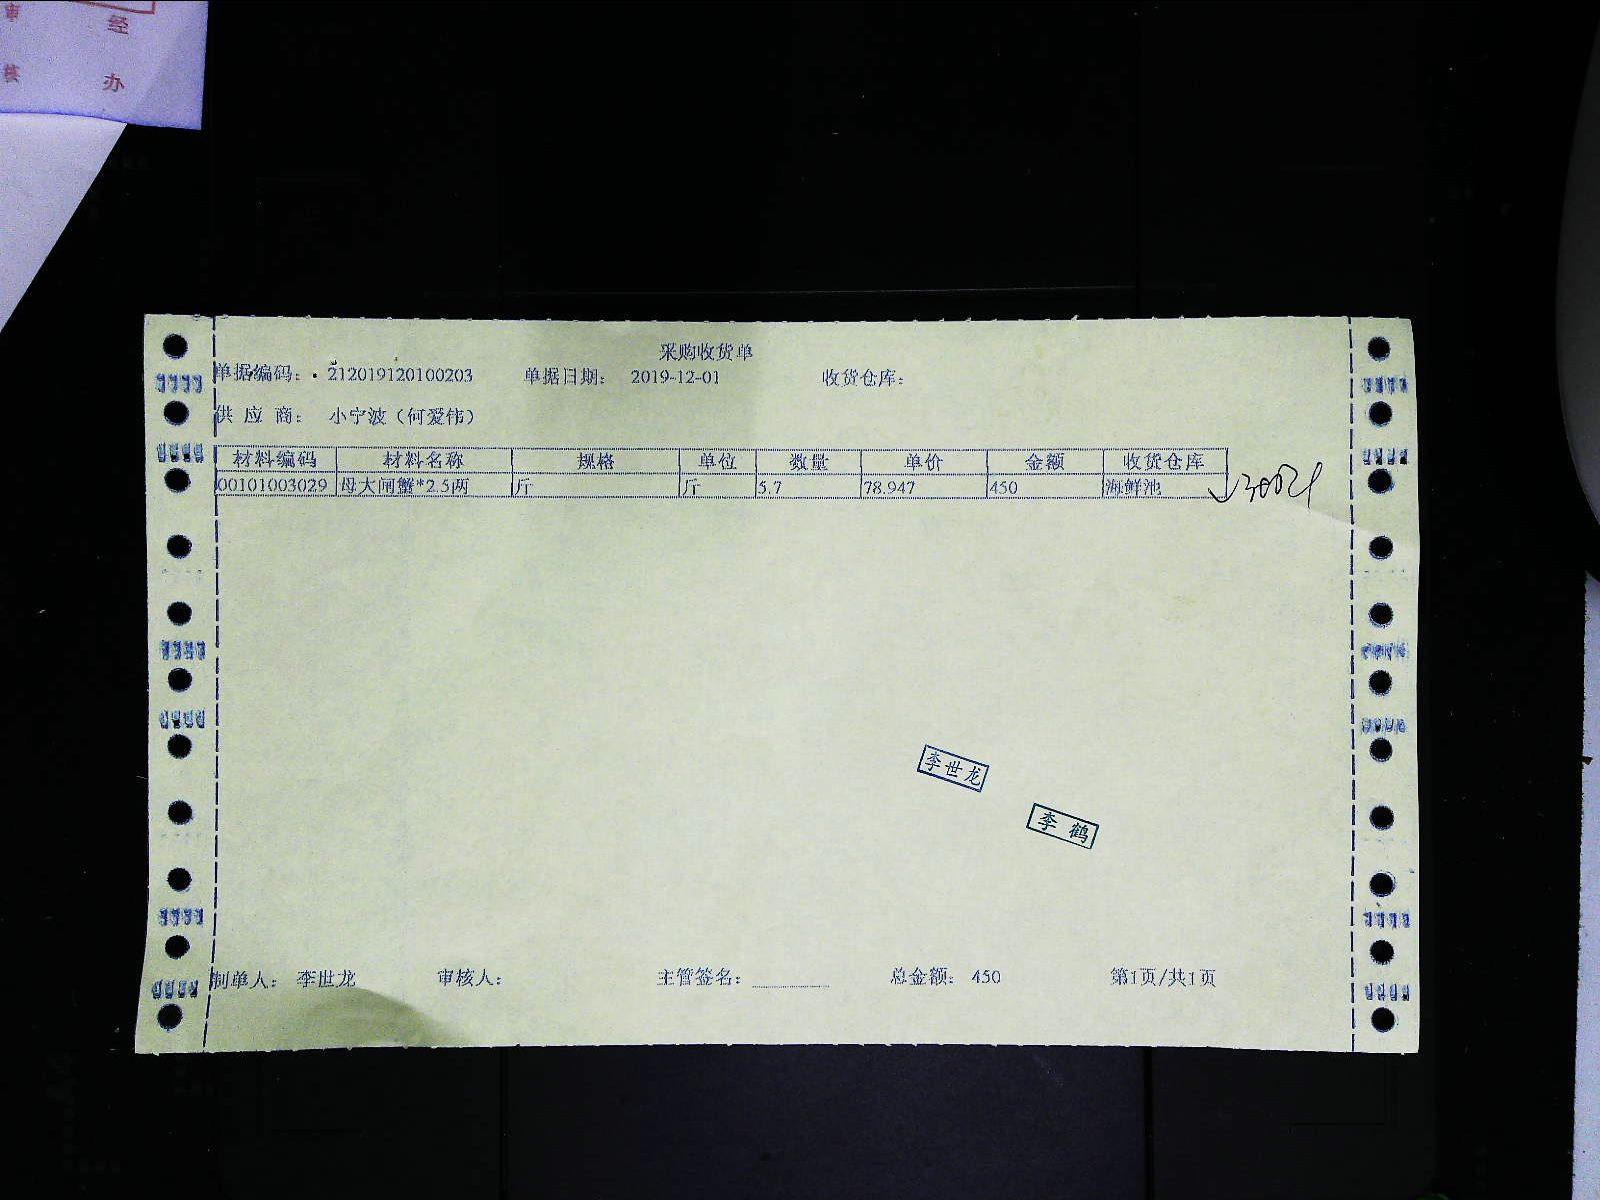 审 经
核 办
采购收货单
单据编码: 212019120100203 单据日期: 2019-12-01 收货仓库:
供应商: 小宁波（何爱伟）
材料编码 材料名称 规格 单位 数量 单价 金额 收货仓库
00101003029 母大闸蟹*2.5两 斤 斤 5.7 78.947 450 海鲜池
李世龙
李鹤
制单人: 李世龙 审核人: 主管签名: 总金额: 450 第1页/共1页